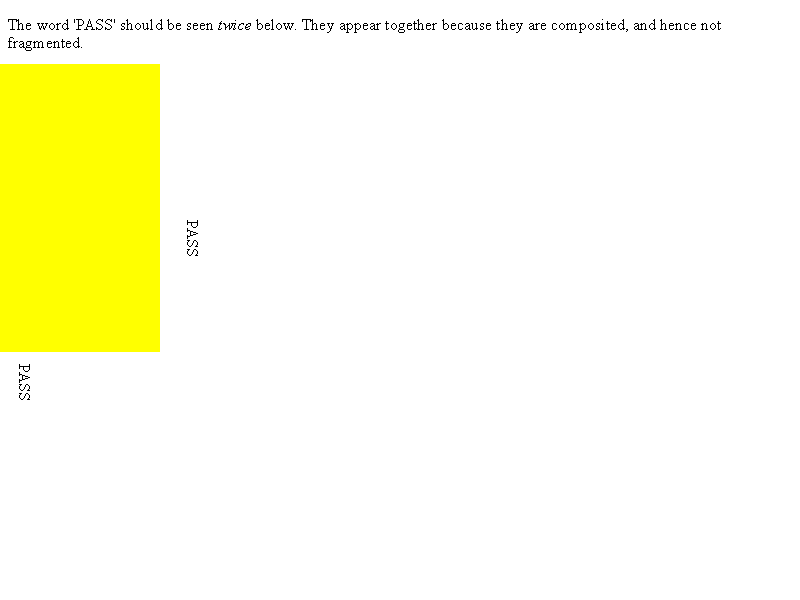 The word 'PASS' should be seen twice below. They appear together because they are composited, and hence not
fragmented.
PASS
PASS